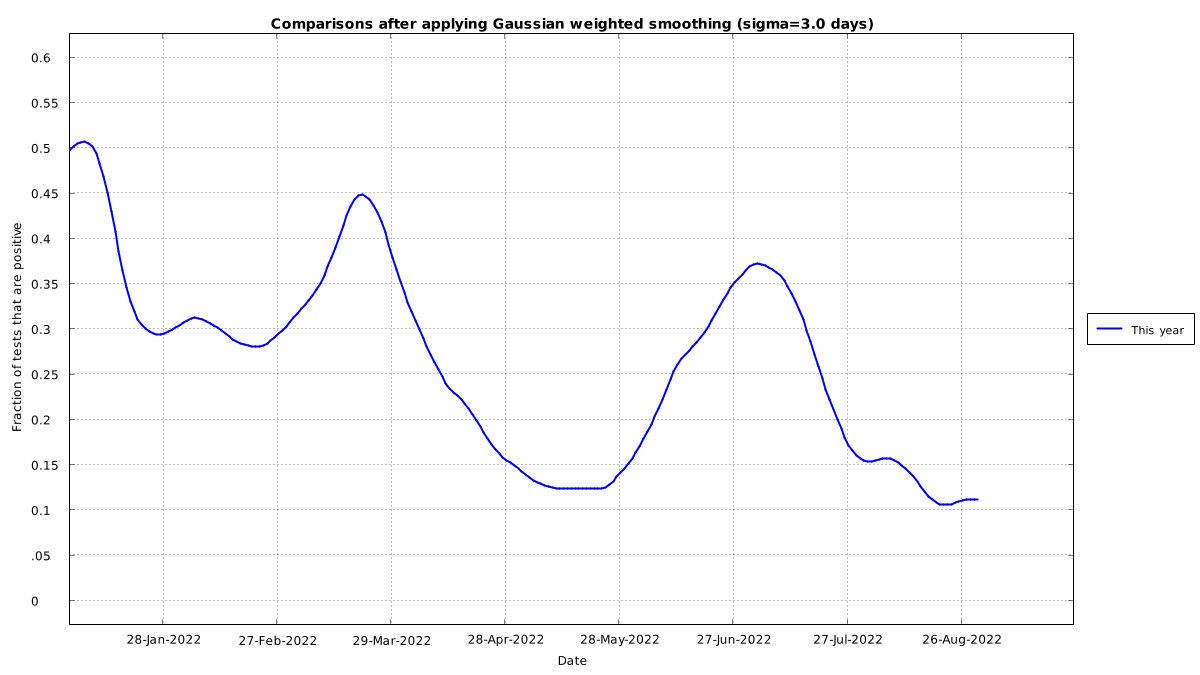 Comparisons after applying Gaussian weighted smoothing (sigma=3.0 days)
0.6
0.55
0.5
0.45
0.4
0.35
0.3
0.25
0.2
0.15
0.1
.05
0
Fraction of tests that are positive
28-Jan-2022
27-Feb-2022
29-Mar-2022
28-Apr-2022
28-May-2022
27-Jun-2022
27-Jul-2022
26-Aug-2022
Date
This year